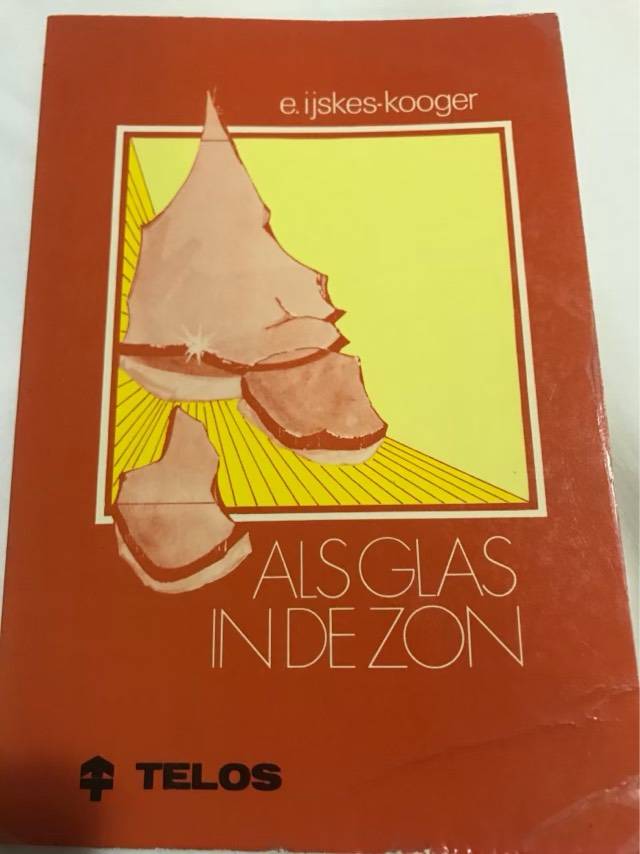 e. ijskes-kooger
ALS GLAS
IN DE ZON
TELOS